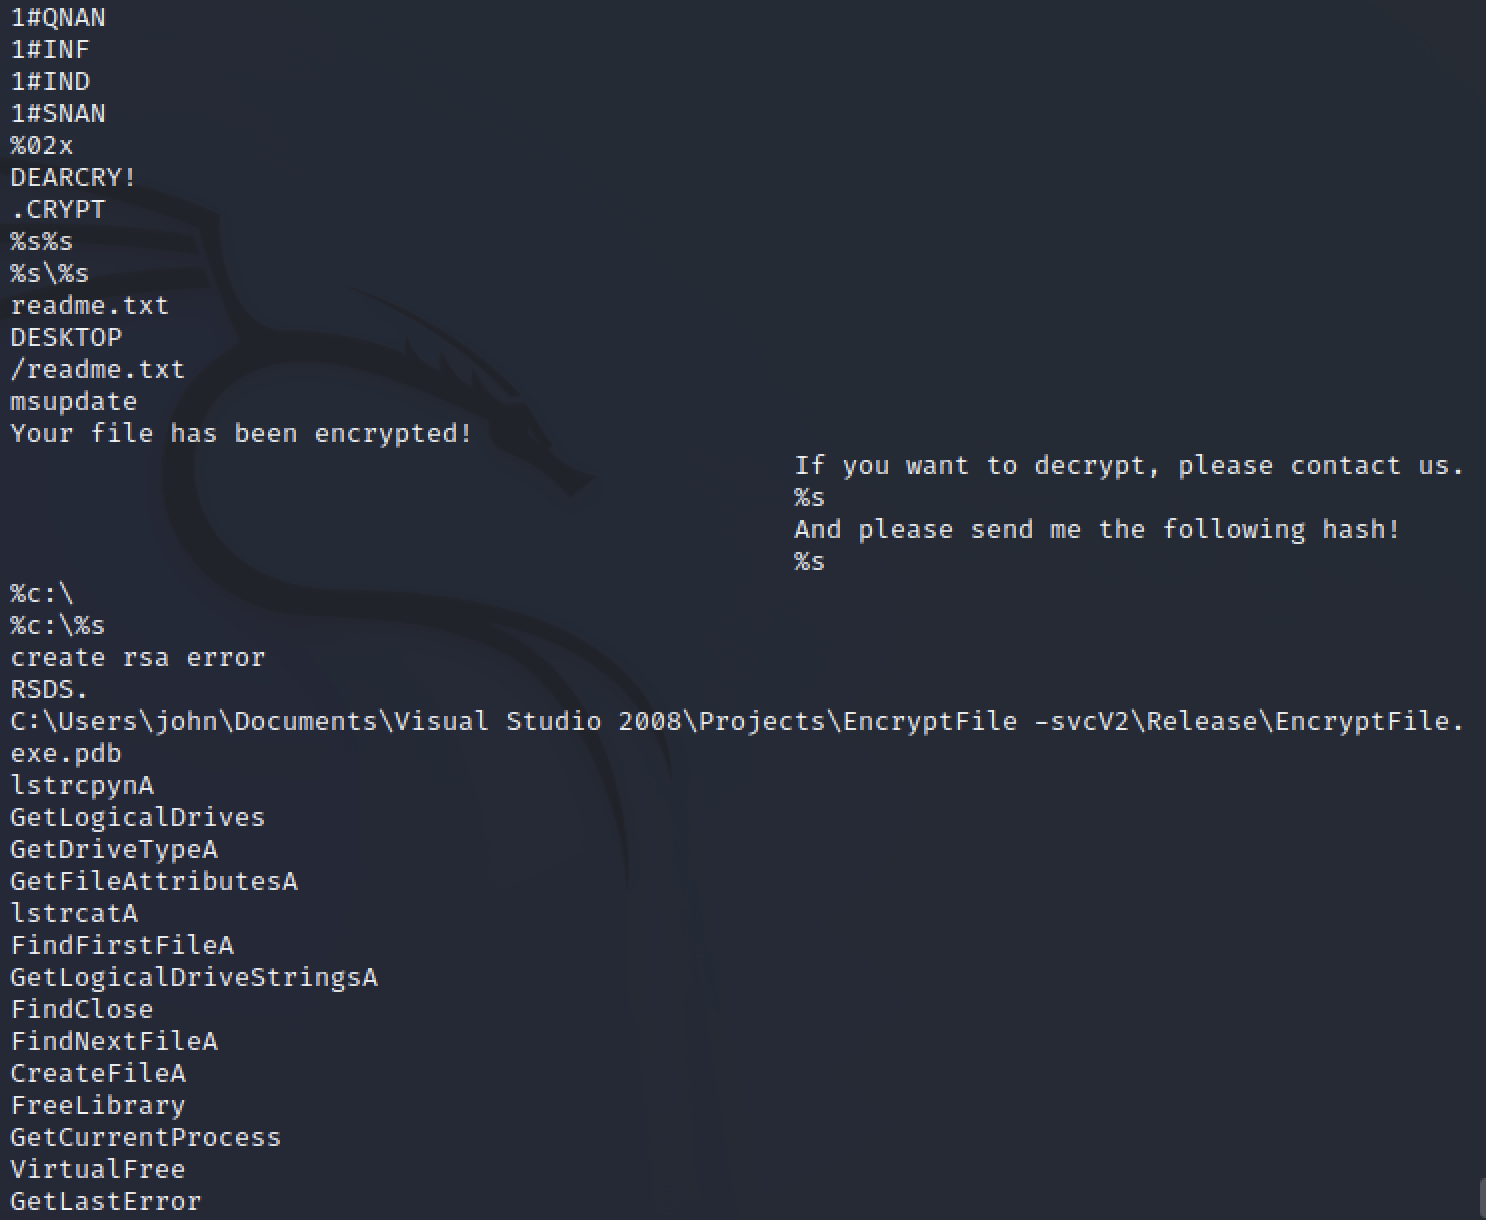 1#QNAN
1#INF
1#IND
1#SNAN
%02x
DEARCRY!
.CRYPT
%s%s
%s\%s
readme.txt
DESKTOP
/readme.txt
msupdate
Your file has been encrypted!
If you want to decrypt, please contact us.
%s
And please send me the following hash!
%s
%c:\
%c:\%s
create rsa error
RSDS.
C:\Users\john\Documents\Visual Studio 2008\Projects\EncryptFile -svcV2\Release\EncryptFile.
exe.pdb
lstrcpynA
GetLogicalDrives
GetDriveTypeA
GetFileAttributesA
lstrcatA
FindFirstFileA
GetLogicalDriveStringsA
FindClose
FindNextFileA
CreateFileA
FreeLibrary
GetCurrentProcess
VirtualFree
GetLastError